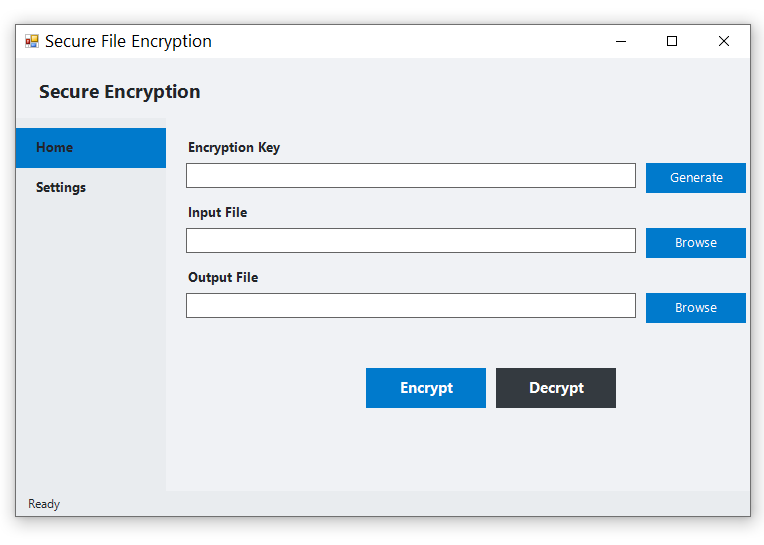 Secure File Encryption
Secure Encryption
Home
Settings
Encryption Key
Generate
Input File
Browse
Output File
Browse
Encrypt
Decrypt
Ready